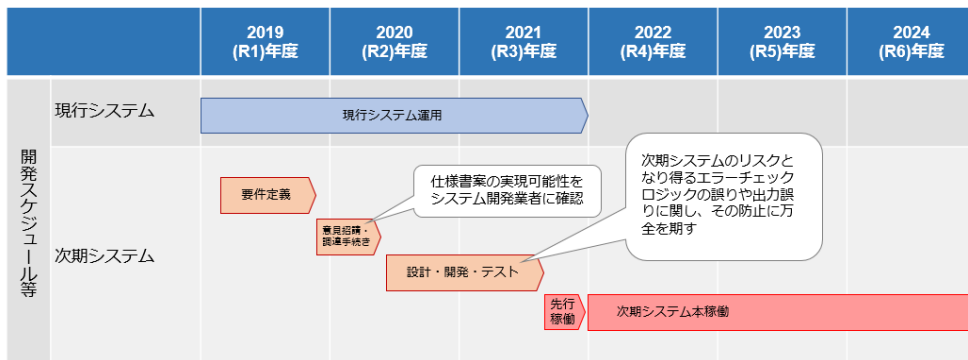 2019
(R1)年度
2020
(R2)年度
2021
(R3)年度
2022
(R4)年度
2023
(R5)年度
2024
(R6)年度
開発スケジュール等
現行システム
現行システム運用
次期システム
要件定義
仕様書案の実現可能性を
システム開発業者に確認
意見招請・
調達手続き
次期システムのリスクと
なり得るエラーチェック
ロジックの誤りや出力誤
りに関し、その防止に万
全を期す
設計・開発・テスト
先行
稼働
次期システム本稼働